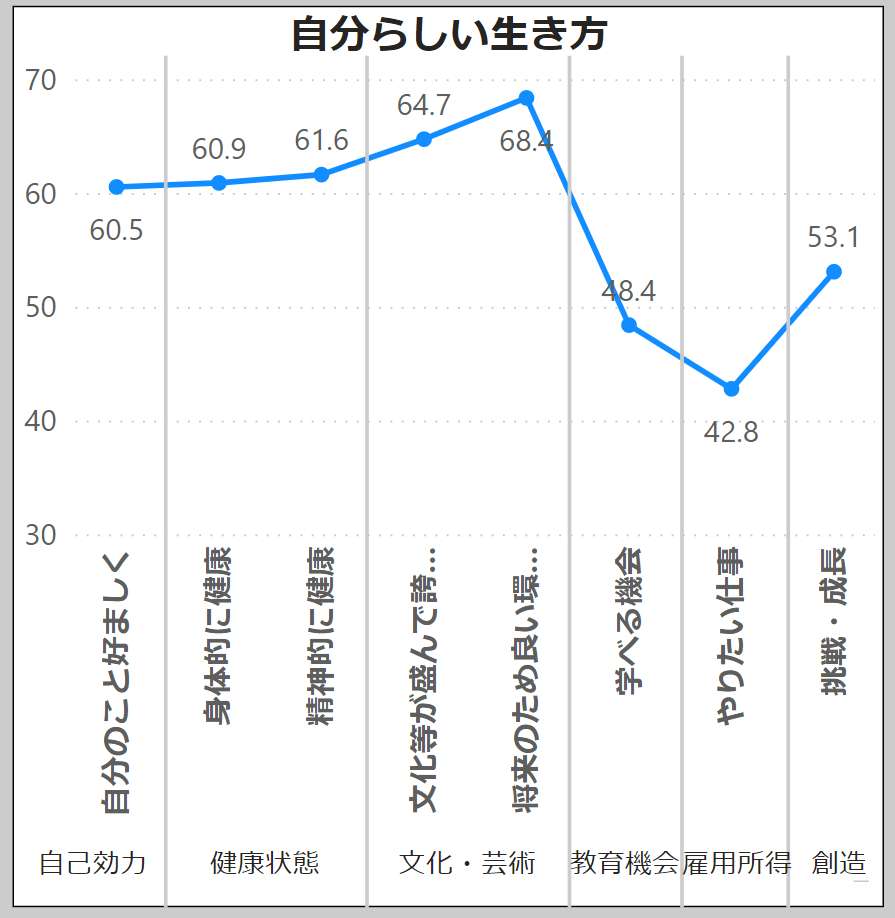 自分らしい生き方
70
60
50
40
30
60.5
60.9
61.6
64.7
68.4
48.4
42.8
53.1
自分のこと好ましく
身体的に健康
精神的に健康
文化等が盛んで誇...
将来のため良い環...
学べる機会
やりたい仕事
挑戦・成長
自己効力
健康状態
文化・芸術
教育機会
雇用所得
創造